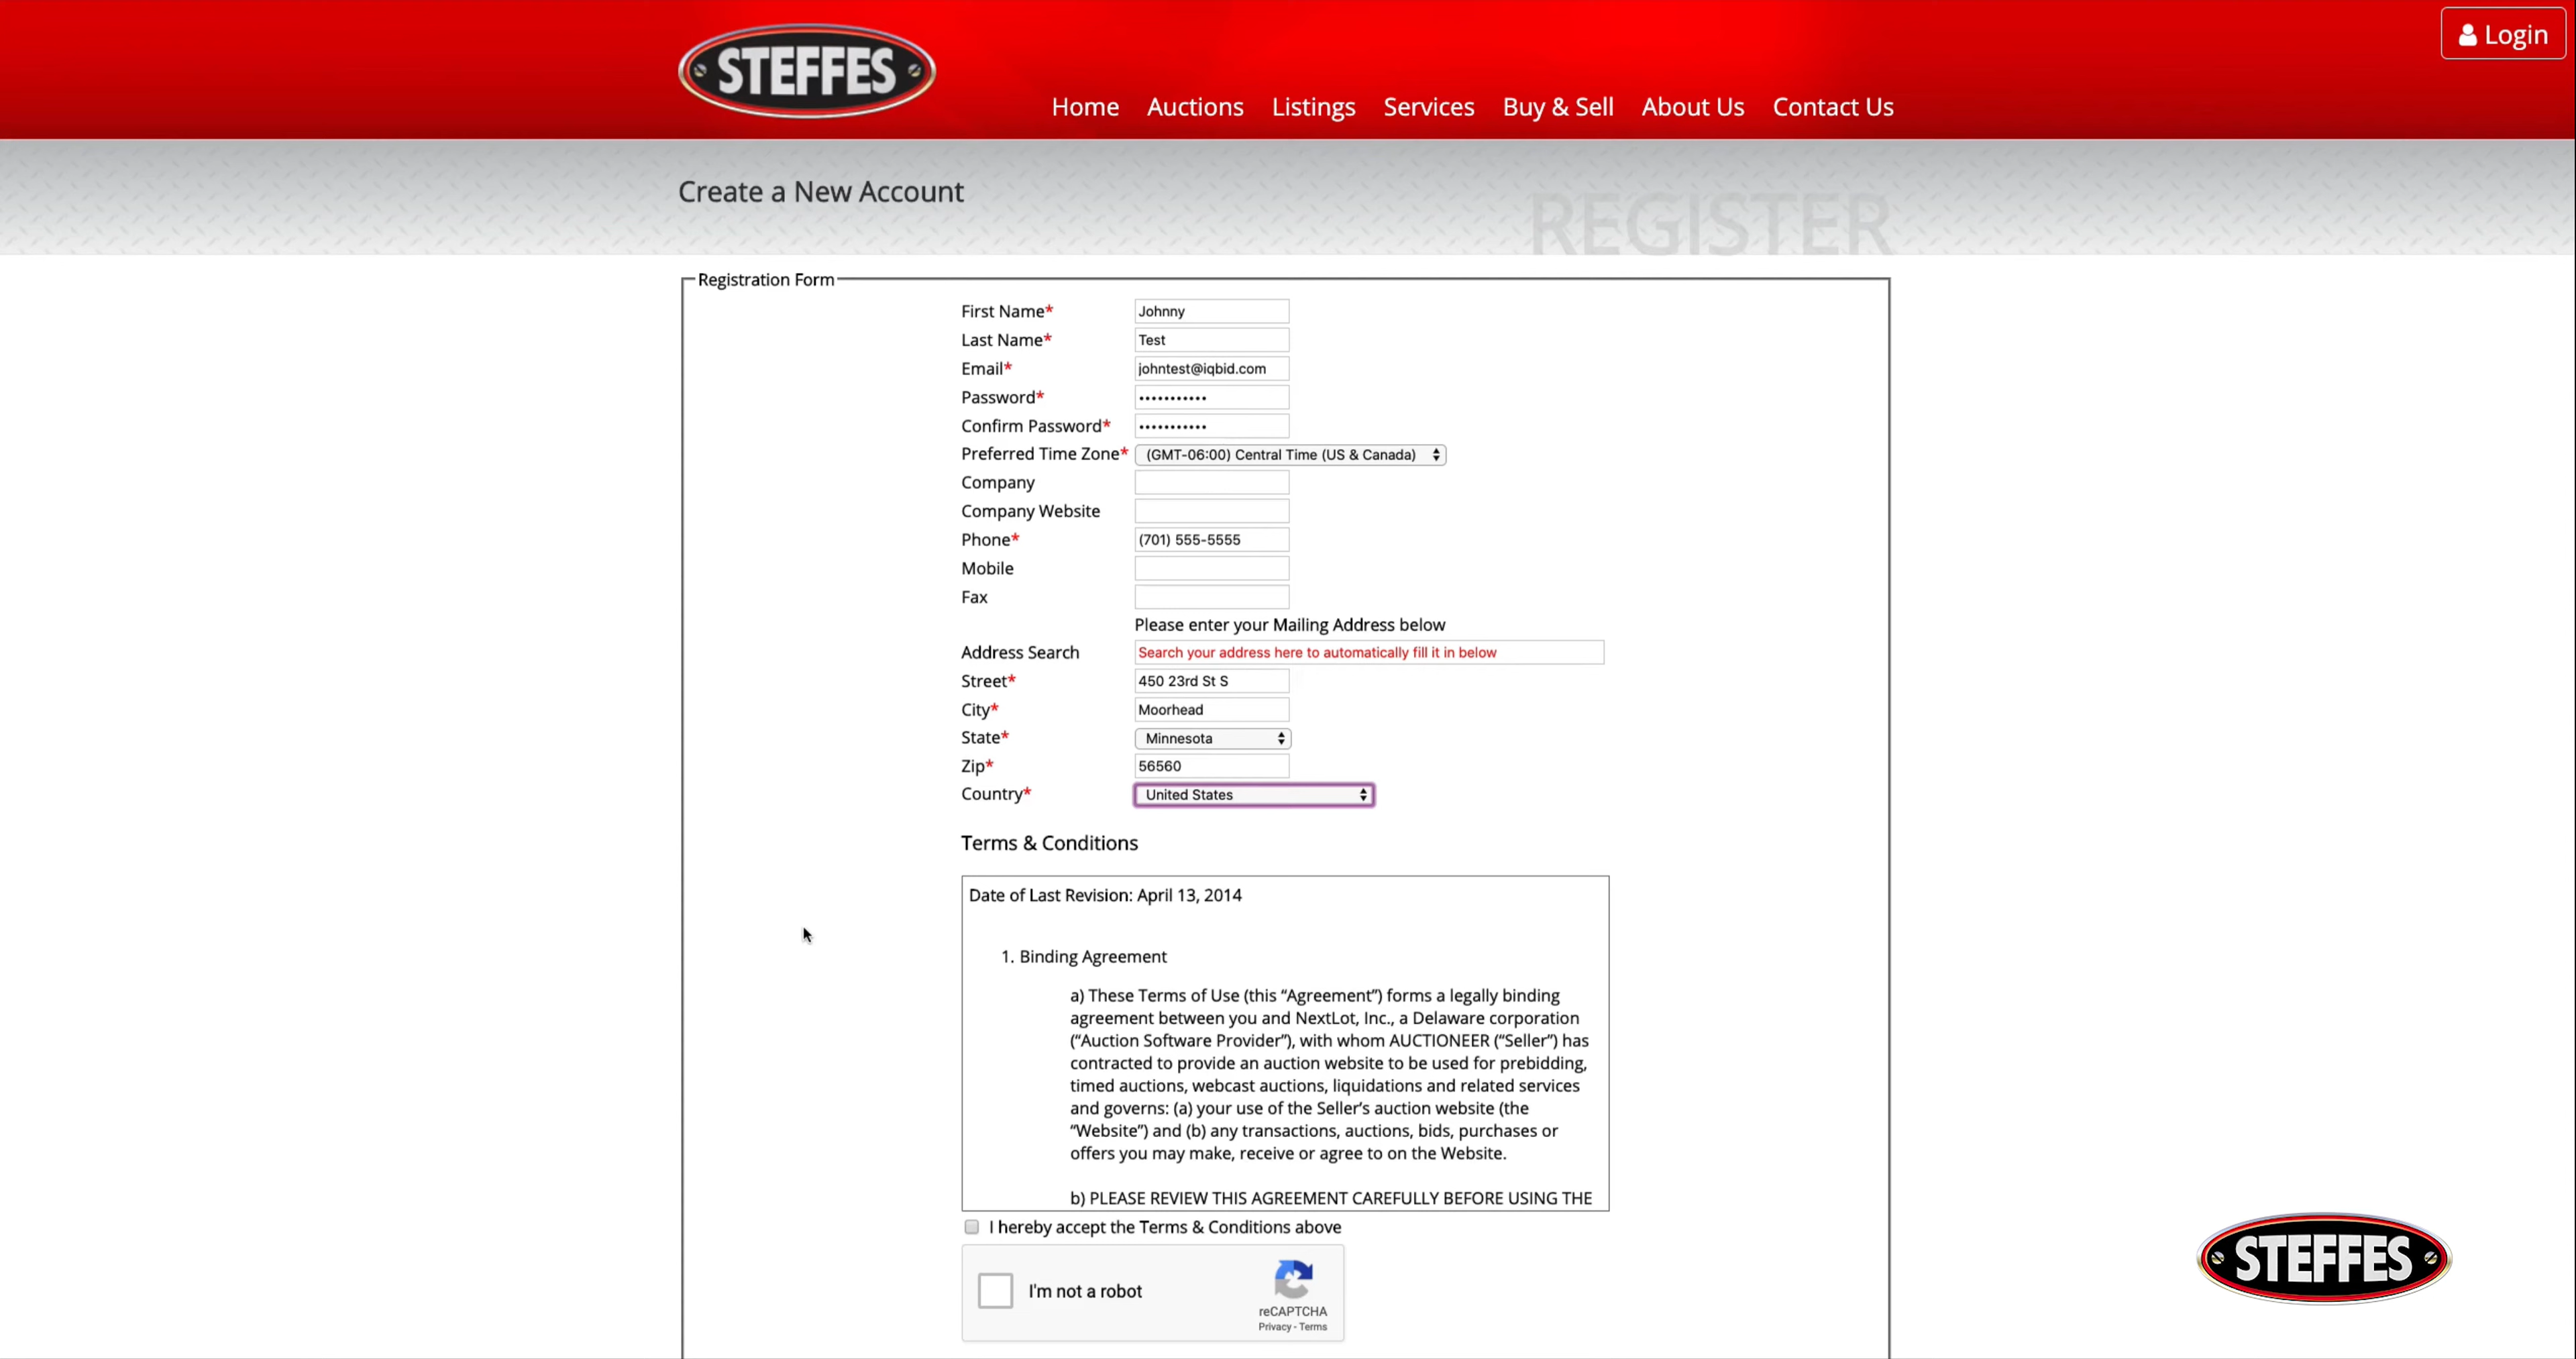 STEFFES
Login
Home Auctions Listings Services Buy & Sell About Us Contact Us
Create a New Account
REGISTER
Registration Form
First Name* Johnny
Last Name* Test
Email* johntest@iqbid.com
Password* •••••••••••
Confirm Password* •••••••••••
Preferred Time Zone* (GMT-06:00) Central Time (US & Canada)
Company
Company Website
Phone* (701) 555-5555
Mobile
Fax
Please enter your Mailing Address below
Address Search Search your address here to automatically fill it in below
Street* 450 23rd St S
City* Moorhead
State* Minnesota
Zip* 56560
Country* United States
Terms & Conditions
Date of Last Revision: April 13, 2014
1. Binding Agreement
a) These Terms of Use (this “Agreement”) forms a legally binding
agreement between you and NextLot, Inc., a Delaware corporation
(“Auction Software Provider”), with whom AUCTIONEER (“Seller”) has
contracted to provide an auction website to be used for prebidding,
timed auctions, webcast auctions, liquidations and related services
and governs: (a) your use of the Seller’s auction website (the
“Website”) and (b) any transactions, auctions, bids, purchases or
offers you may make, receive or agree to on the Website.
b) PLEASE REVIEW THIS AGREEMENT CAREFULLY BEFORE USING THE
I hereby accept the Terms & Conditions above
I'm not a robot
reCAPTCHA
Privacy - Terms
STEFFES